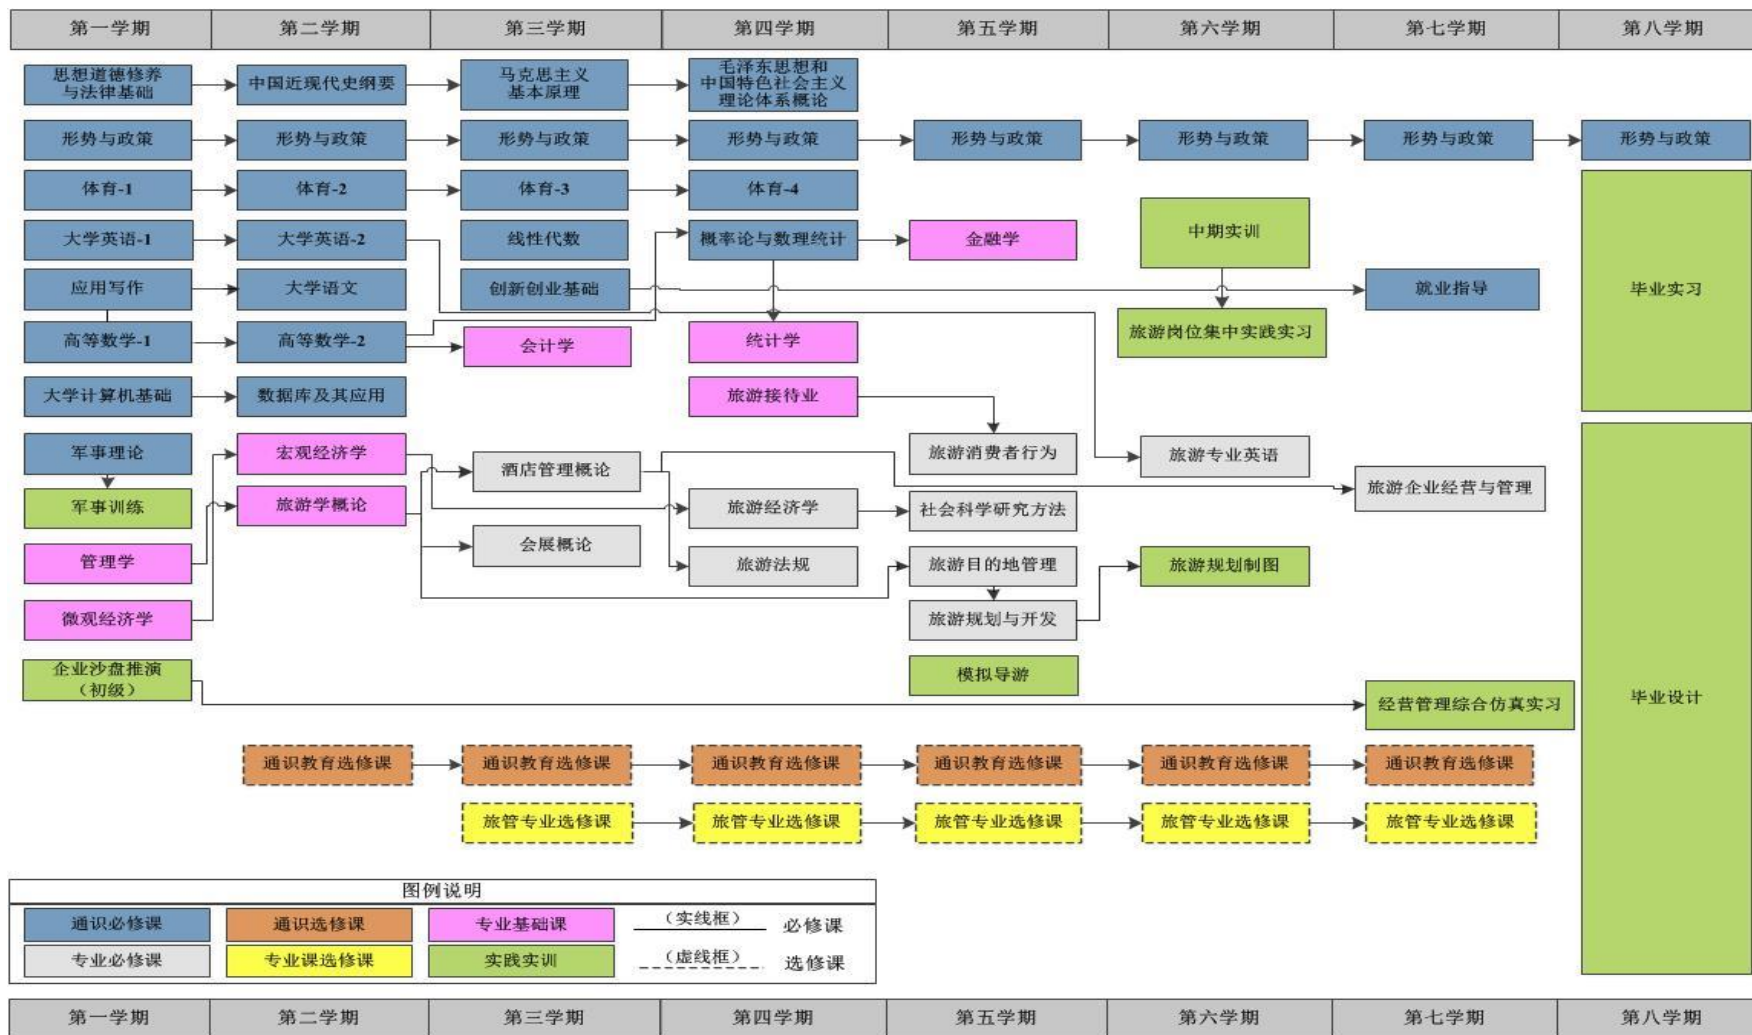 第一学期
第二学期
第三学期
第四学期
第五学期
第六学期
第七学期
第八学期
思想道德修养
与法律基础
中国近现代史纲要
马克思主义
基本原理
毛泽东思想和
中国特色社会主义
理论体系概论
形势与政策
形势与政策
形势与政策
形势与政策
形势与政策
形势与政策
形势与政策
形势与政策
体育-1
体育-2
体育-3
体育-4
中期实训
大学英语-1
大学英语-2
线性代数
概率论与数理统计
金融学
应用写作
大学语文
创新创业基础
就业指导
毕业实习
高等数学-1
高等数学-2
会计学
统计学
旅游岗位集中实践实习
大学计算机基础
数据库及其应用
旅游接待业
军事理论
宏观经济学
酒店管理概论
旅游消费者行为
旅游专业英语
旅游企业经营与管理
军事训练
旅游学概论
旅游经济学
社会科学研究方法
管理学
会展概论
旅游法规
旅游目的地管理
旅游规划制图
微观经济学
旅游规划与开发
企业沙盘推演
（初级）
模拟导游
经营管理综合仿真实习
毕业设计
通识教育选修课
通识教育选修课
通识教育选修课
通识教育选修课
通识教育选修课
通识教育选修课
旅管专业选修课
旅管专业选修课
旅管专业选修课
旅管专业选修课
旅管专业选修课
图例说明
通识必修课
通识选修课
专业基础课
（实线框）
必修课
专业必修课
专业课选修课
实践实训
（虚线框）
选修课
第一学期
第二学期
第三学期
第四学期
第五学期
第六学期
第七学期
第八学期